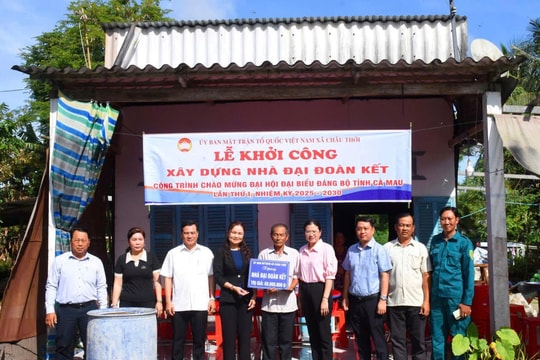 ỦY BAN MẶT TRẬN TỔ QUỐC VIỆT NAM XÃ CHÂU THỚI
LỄ KHỞI CÔNG
XÂY DỰNG NHÀ ĐẠI ĐOÀN KẾT
CÔNG TRÌNH CHÀO MỪNG ĐẠI HỘI ĐẠI BIỂU ĐẢNG BỘ TỈNH CÀ MAU
LẦN THỨ I, NHIỆM KỲ 2025 - 2030
NHÀ ĐẠI ĐOÀN KẾT